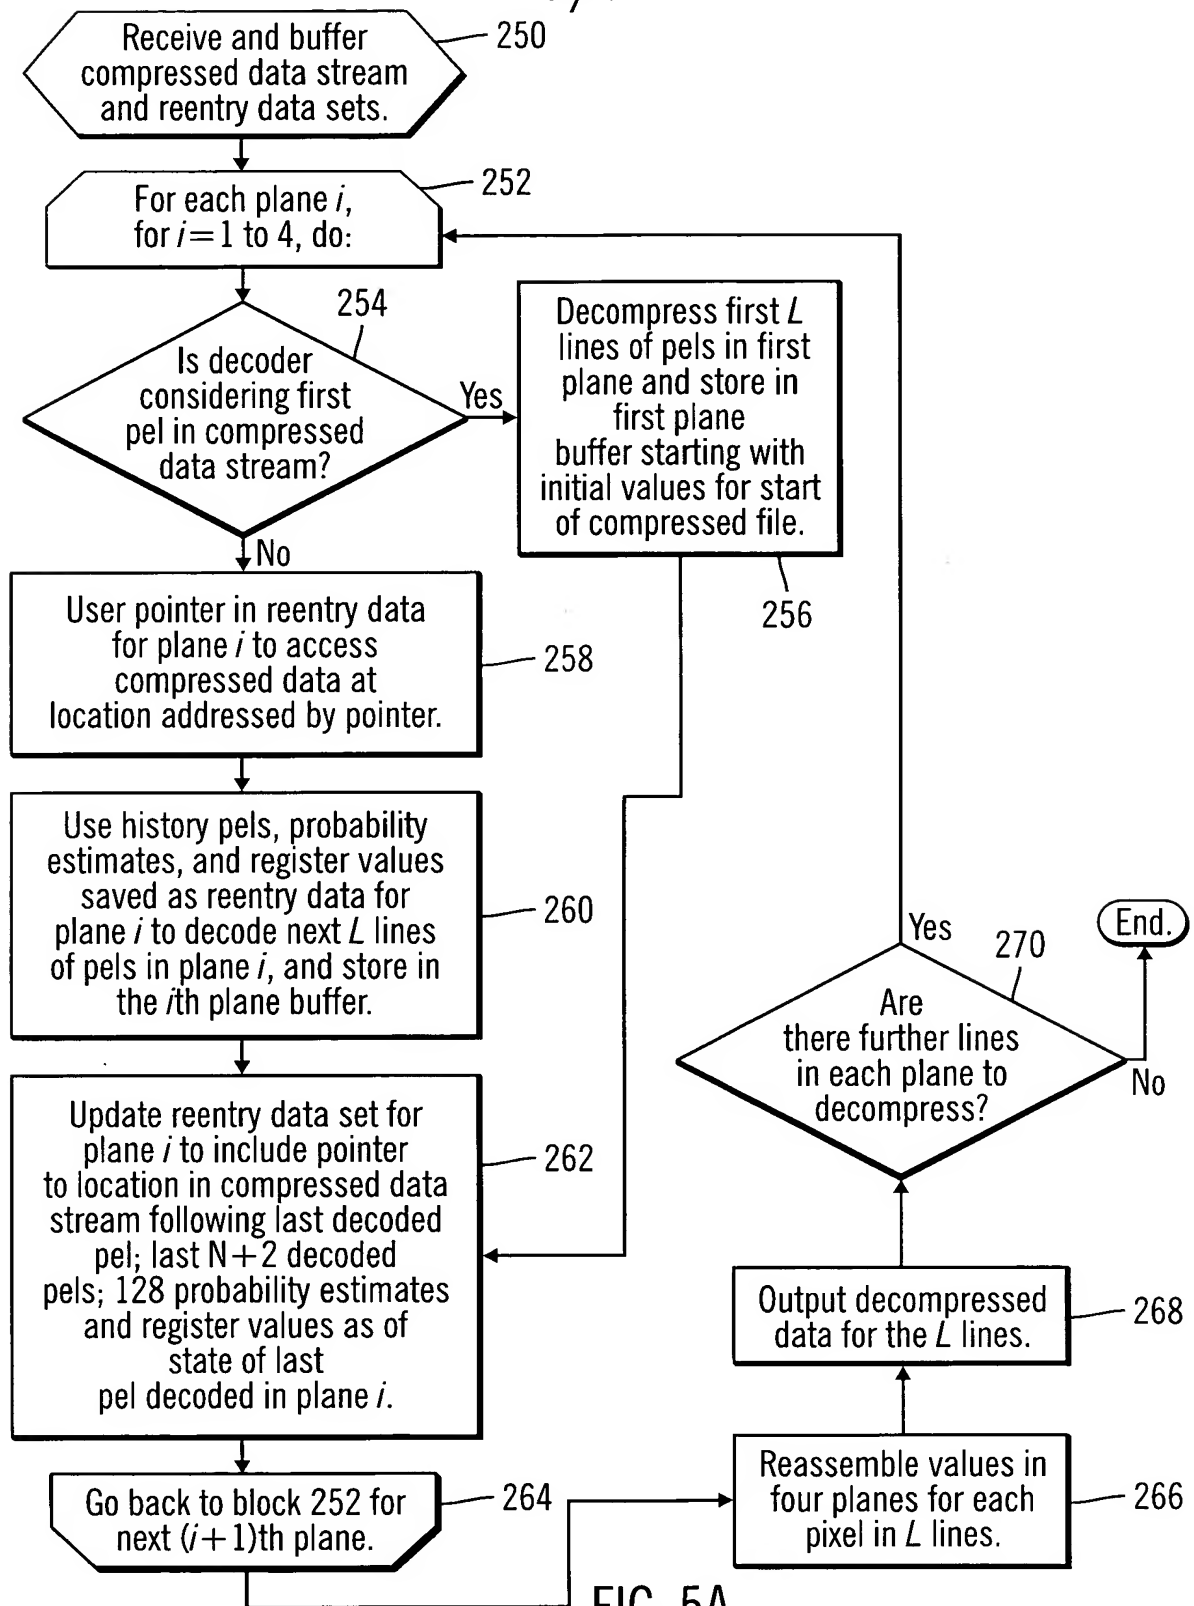 Receive and buffer
compressed data stream
and reentry data sets.
250
For each plane i,
for i=1 to 4, do:
252
254
Is decoder
considering first
pel in compressed
data stream?
Yes
No
Decompress first L
lines of pels in first
plane and store in
first plane
buffer starting with
initial values for start
of compressed file.
256
User pointer in reentry data
for plane i to access
compressed data at
location addressed by pointer.
258
Use history pels, probability
estimates, and register values
saved as reentry data for
plane i to decode next L lines
of pels in plane i, and store in
the ith plane buffer.
260
Update reentry data set for
plane i to include pointer
to location in compressed data
stream following last decoded
pel; last N+2 decoded
pels; 128 probability estimates
and register values as of
state of last
pel decoded in plane i.
262
Go back to block 252 for
next (i+1)th plane.
264
Reassemble values in
four planes for each
pixel in L lines.
266
Output decompressed
data for the L lines.
268
Are
there further lines
in each plane to
decompress?
270
Yes
No
End.
FIG. 5A